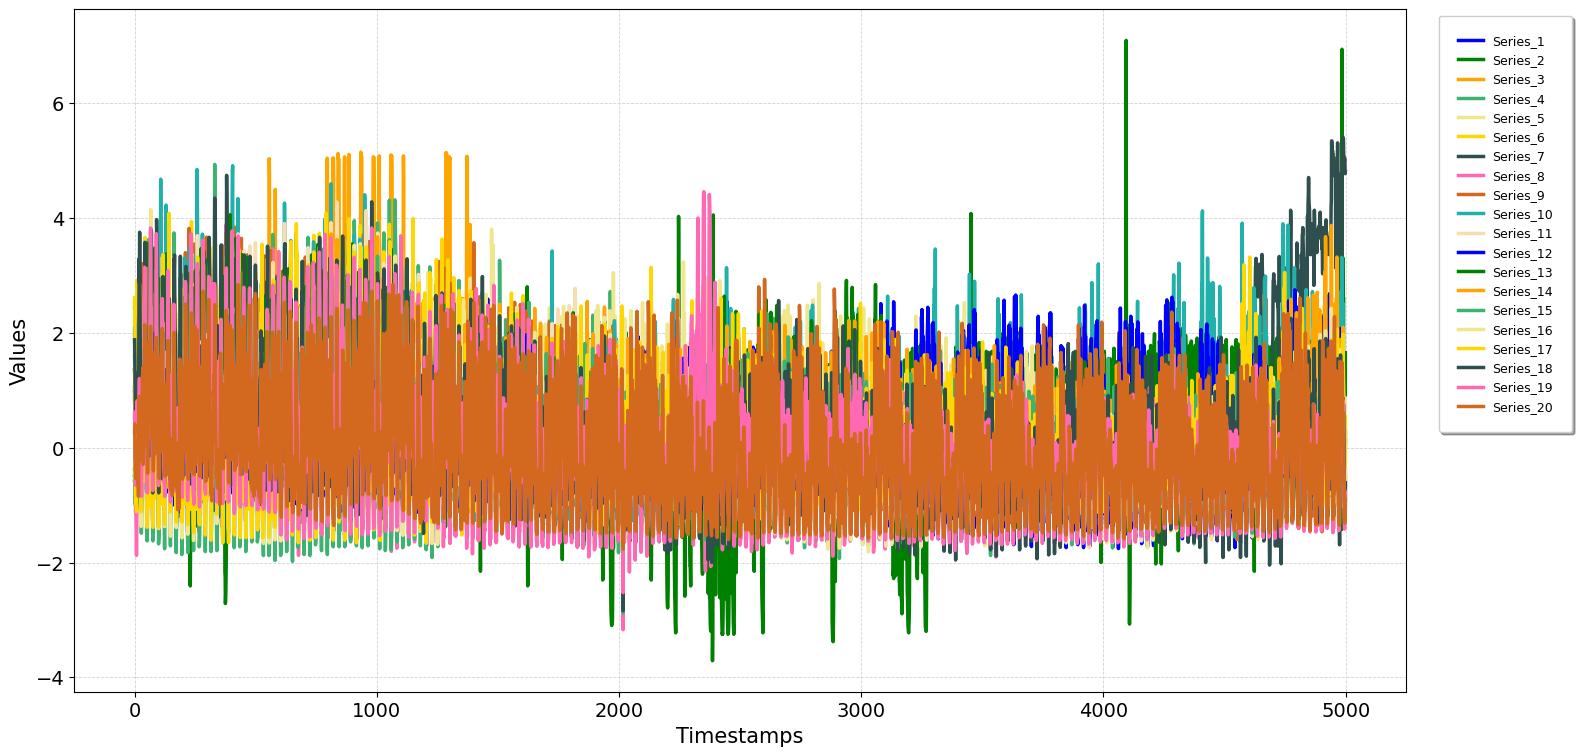 6
4
2
0
−2
−4
Values
0 1000 2000 3000 4000 5000
Timestamps
Series_1
Series_2
Series_3
Series_4
Series_5
Series_6
Series_7
Series_8
Series_9
Series_10
Series_11
Series_12
Series_13
Series_14
Series_15
Series_16
Series_17
Series_18
Series_19
Series_20